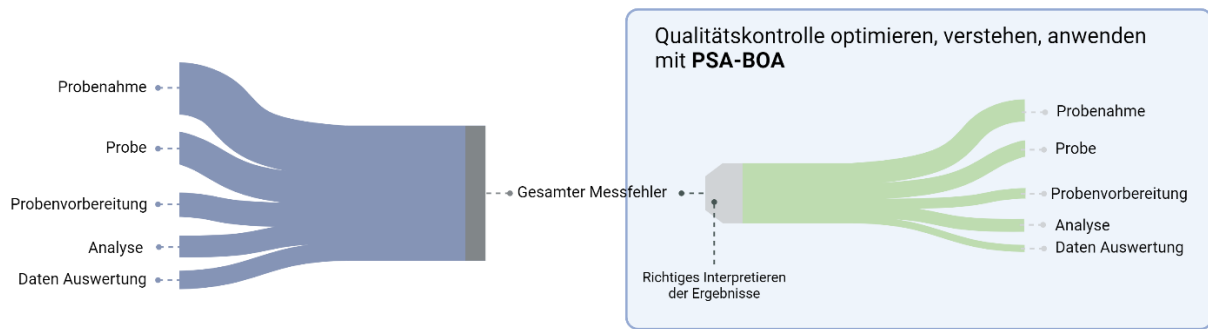 Qualitätskontrolle optimieren, verstehen, anwenden
mit PSA-BOA
Probenahme
Probe
Probenvorbereitung
Analyse
Daten Auswertung
Gesamter Messfehler
Richtiges Interpretieren
der Ergebnisse
Probenahme
Probe
Probenvorbereitung
Analyse
Daten Auswertung